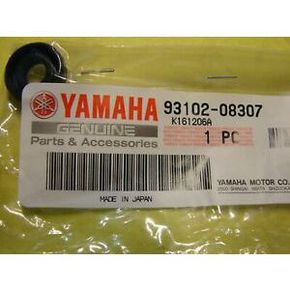 YAMAHA 93102-08307
K161206A
GENUINE
Parts & Accessories
1 PC
YAMAHA MOTOR CO.
MADE IN JAPAN